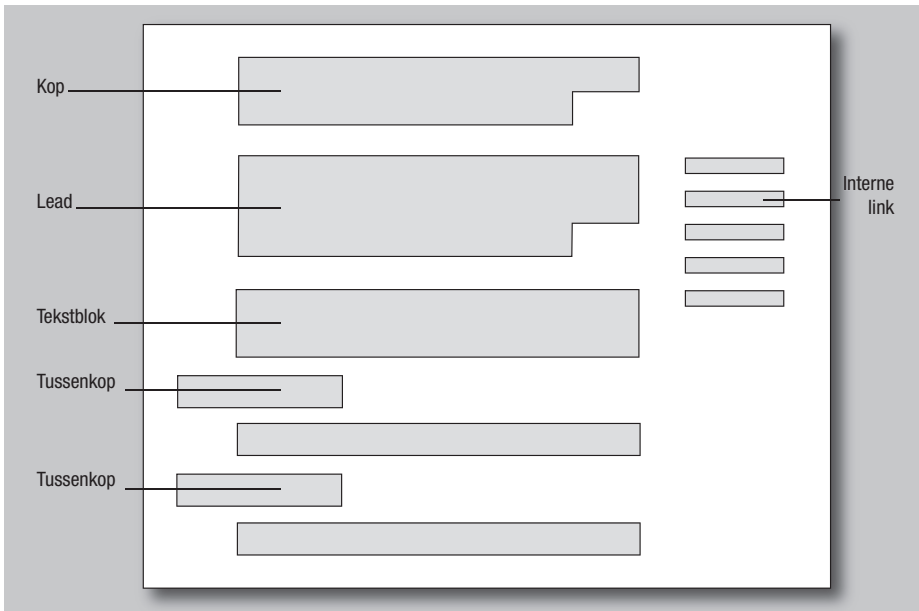 Kop
Lead
Tekstblok
Tussenkop
Tussenkop
Interne
link